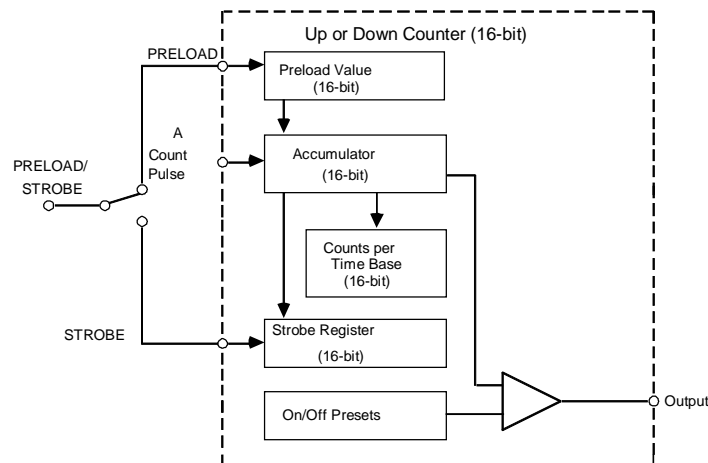 Up or Down Counter (16-bit)
PRELOAD
Preload Value
(16-bit)
A
Count
Pulse
Accumulator
(16-bit)
PRELOAD/
STROBE
Counts per
Time Base
(16-bit)
STROBE
Strobe Register
(16-bit)
On/Off Presets
Output